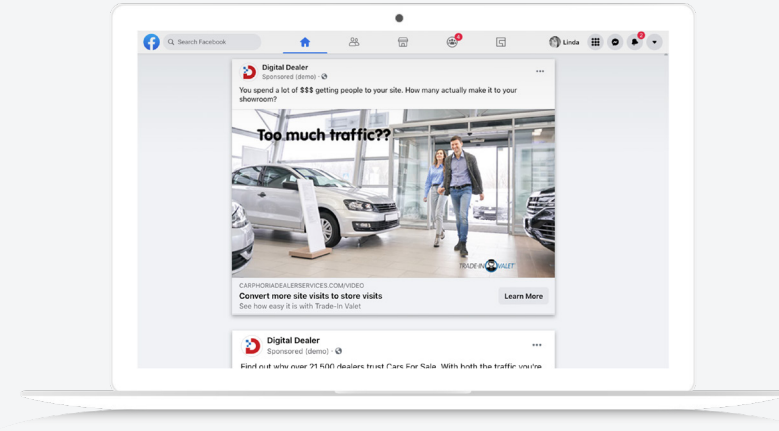 Search Facebook
4
Linda
2
Digital Dealer
Sponsored (demo) ·
You spend a lot of $$$ getting people to your site. How many actually make it to your
showroom?
Too much traffic??
TRADE-IN VALET
CARPHORIADEALERSERVICES.COM/VIDEO
Convert more site visits to store visits
See how easy it is with Trade-In Valet
Learn More
Digital Dealer
Sponsored (demo) ·
Find out why over 21,500 dealers trust Cars For Sale. With both the traffic you're